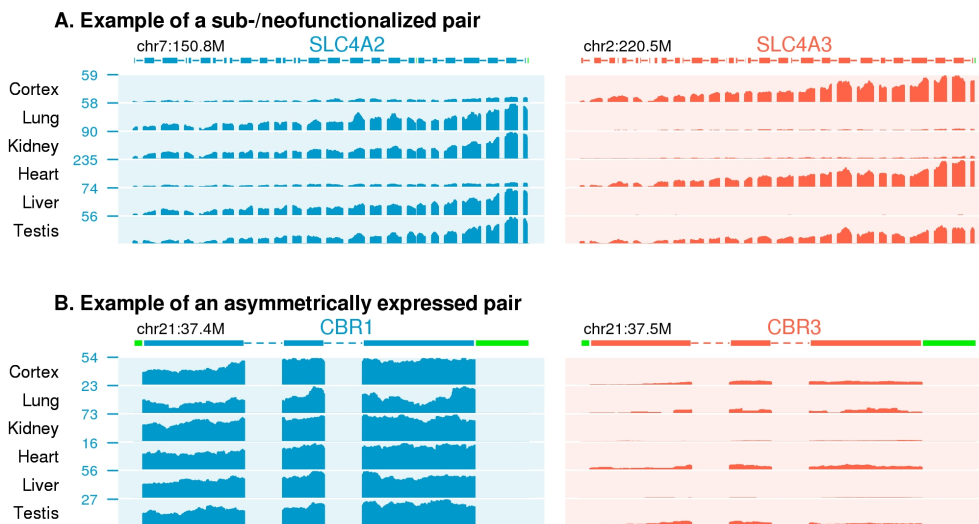 A. Example of a sub-/neofunctionalized pair
chr7:150.8M SLC4A2 chr2:220.5M SLC4A3
59
Cortex
58
Lung
90
Kidney
235
Heart
74
Liver
56
Testis
B. Example of an asymmetrically expressed pair
chr21:37.4M CBR1 chr21:37.5M CBR3
54
Cortex
23
Lung
73
Kidney
16
Heart
56
Liver
27
Testis